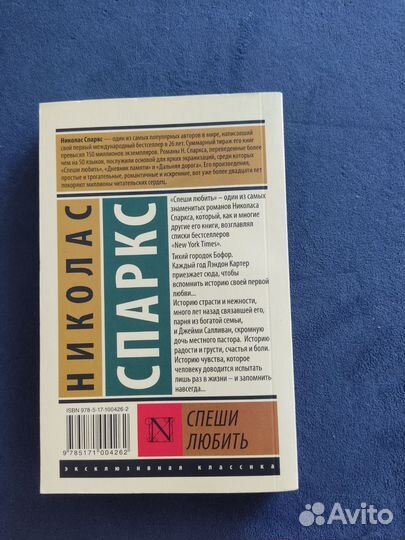 Николас Спаркс — один из самых популярных авторов в мире, написавший
свой первый международный бестселлер в 26 лет. Суммарный тираж его книг
превысил 150 миллионов экземпляров. Романы Н. Спаркса, переведенные более
чем на 50 языков, послужили основой для ярких экранизаций, среди которых
«Спеши любить», «Дневник памяти» и «Дальняя дорога». Его произведения,
простые и трогательные, романтичные и искренние, вот уже более двадцати лет
покоряют миллионы читательских сердец.
НИКОЛАС
СПАРКС
«Спеши любить» – один из самых
знаменитых романов Николаса
Спаркса, который, как и многие
другие его книги, возглавлял
списки бестселлеров
«New York Times».
Тихий городок Бофор.
Каждый год Лэндон Картер
приезжает сюда, чтобы
вспомнить историю своей первой
любви...
Историю страсти и нежности,
много лет назад связавшей его,
парня из богатой семьи,
и Джейми Салливан, скромную
дочь местного пастора. Историю
радости и грусти, счастья и боли.
Историю чувства, которое
человеку доводится испытать
лишь раз в жизни – и запомнить
навсегда...
ISBN 978-5-17-100426-2
9 785171 004262
N
СПЕШИ
ЛЮБИТЬ
эксклюзивная классика
Avito